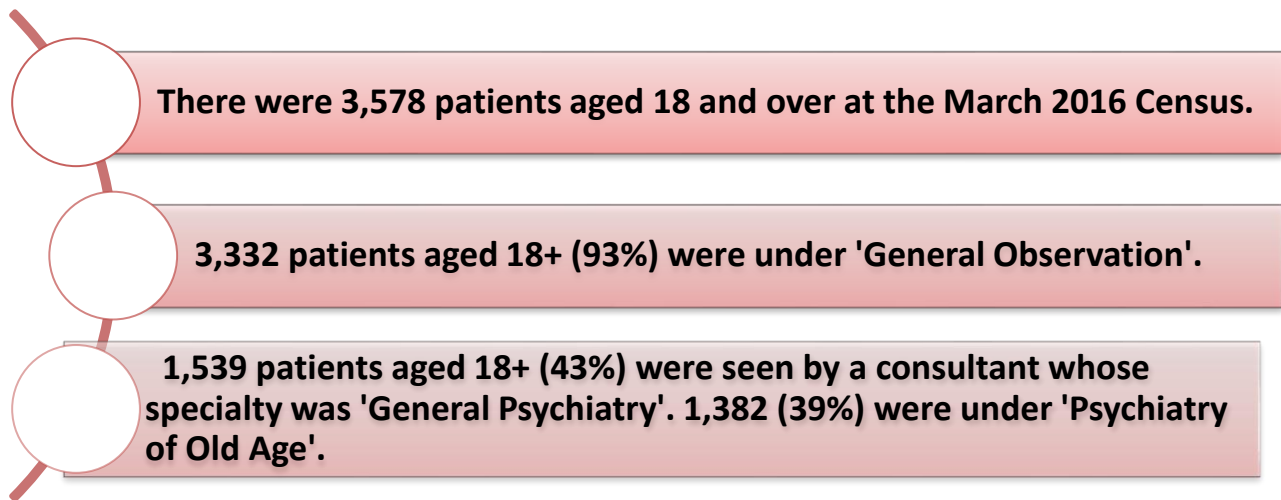 There were 3,578 patients aged 18 and over at the March 2016 Census.
3,332 patients aged 18+ (93%) were under 'General Observation'.
1,539 patients aged 18+ (43%) were seen by a consultant whose
specialty was 'General Psychiatry'. 1,382 (39%) were under 'Psychiatry
of Old Age'.